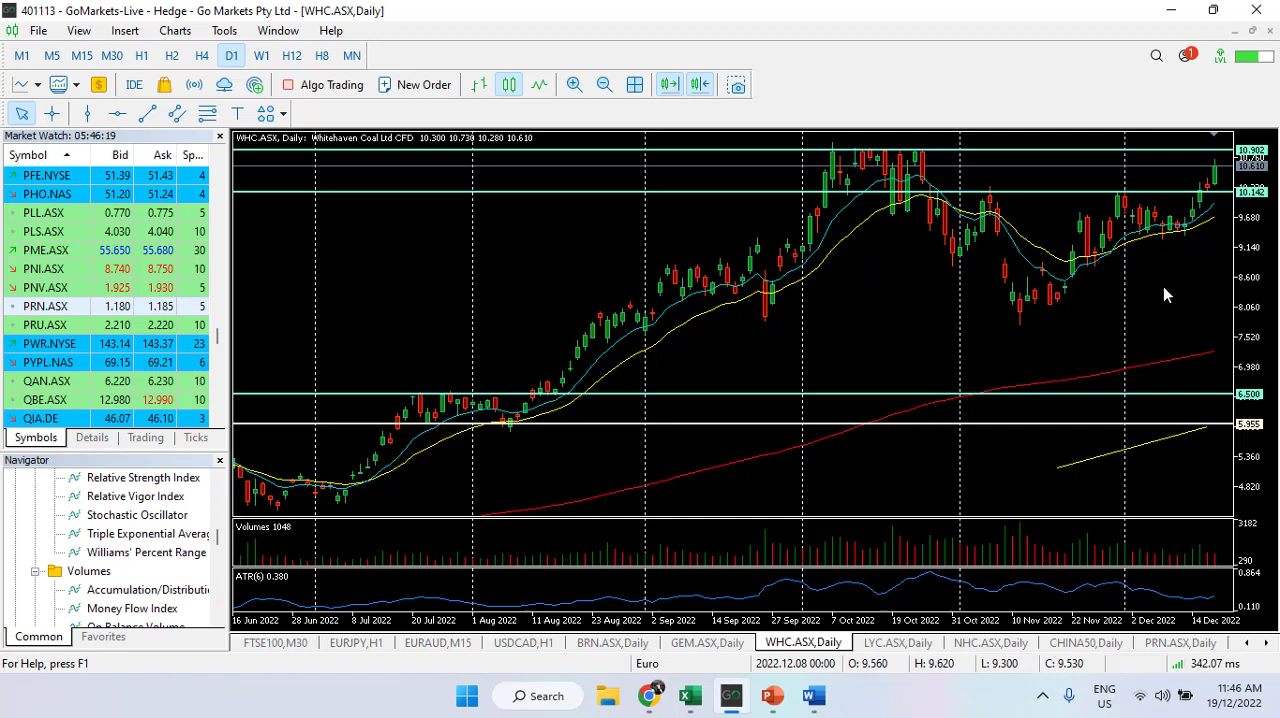 401113 - GoMarkets-Live - Hedge - Go Markets Pty Ltd - [WHC.ASX,Daily]
File View Insert Charts Tools Window Help
M1 M5 M15 M30 H1 H2 H4 D1 W1 H12 H8 MN
1 LVL
IDE Algo Trading New Order
Market Watch: 05:46:19
Symbol Bid Ask Sp...
PFE.NYSE 51.39 51.43 4
PHO.NAS 51.20 51.24 4
PLL.ASX 0.770 0.775 5
PLS.ASX 4.030 4.040 10
PME.ASX 55.650 55.680 30
PNI.ASX 8.740 8.750 10
PNV.ASX 1.925 1.930 5
PRN.ASX 1.180 1.185 5
PRU.ASX 2.210 2.220 10
PWR.NYSE 143.14 143.37 23
PYPL.NAS 69.15 69.21 6
QAN.ASX 6.220 6.230 10
QBE.ASX 12.980 12.990 10
QIA.DE 46.07 46.10 3
Symbols Details Trading Ticks
Navigator
Relative Strength Index
Relative Vigor Index
Stochastic Oscillator
Triple Exponential Averag
Williams' Percent Range
Volumes
Accumulation/Distributi
Money Flow Index
On Balance Volume
Common Favorites
WHC.ASX, Daily: Whitehaven Coal Ltd CFD 10.300 10.730 10.280 10.610
10.902
10.610
10.142
9.680
9.140
8.600
8.060
7.520
6.980
6.500
5.955
5.360
4.820
Volumes 1048
3182
290
ATR(6) 0.380
0.864
0.110
16 Jun 2022 28 Jun 2022 8 Jul 2022 20 Jul 2022 1 Aug 2022 11 Aug 2022 23 Aug 2022 2 Sep 2022 14 Sep 2022 27 Sep 2022 7 Oct 2022 19 Oct 2022 31 Oct 2022 10 Nov 2022 22 Nov 2022 2 Dec 2022 14 Dec 2022
FTSE100,M30 EURJPY,H1 EURAUD,M15 USDCAD,H1 BRN.ASX,Daily GEM.ASX,Daily WHC.ASX,Daily LYC.ASX,Daily NHC.ASX,Daily CHINA50,Daily PRN.ASX,Daily
For Help, press F1 Euro 2022.12.08 00:00 O: 9.560 H: 9.620 L: 9.300 C: 9.530 342.07 ms
Search
GO
ENG
US
11:46 AM
19/12/2022